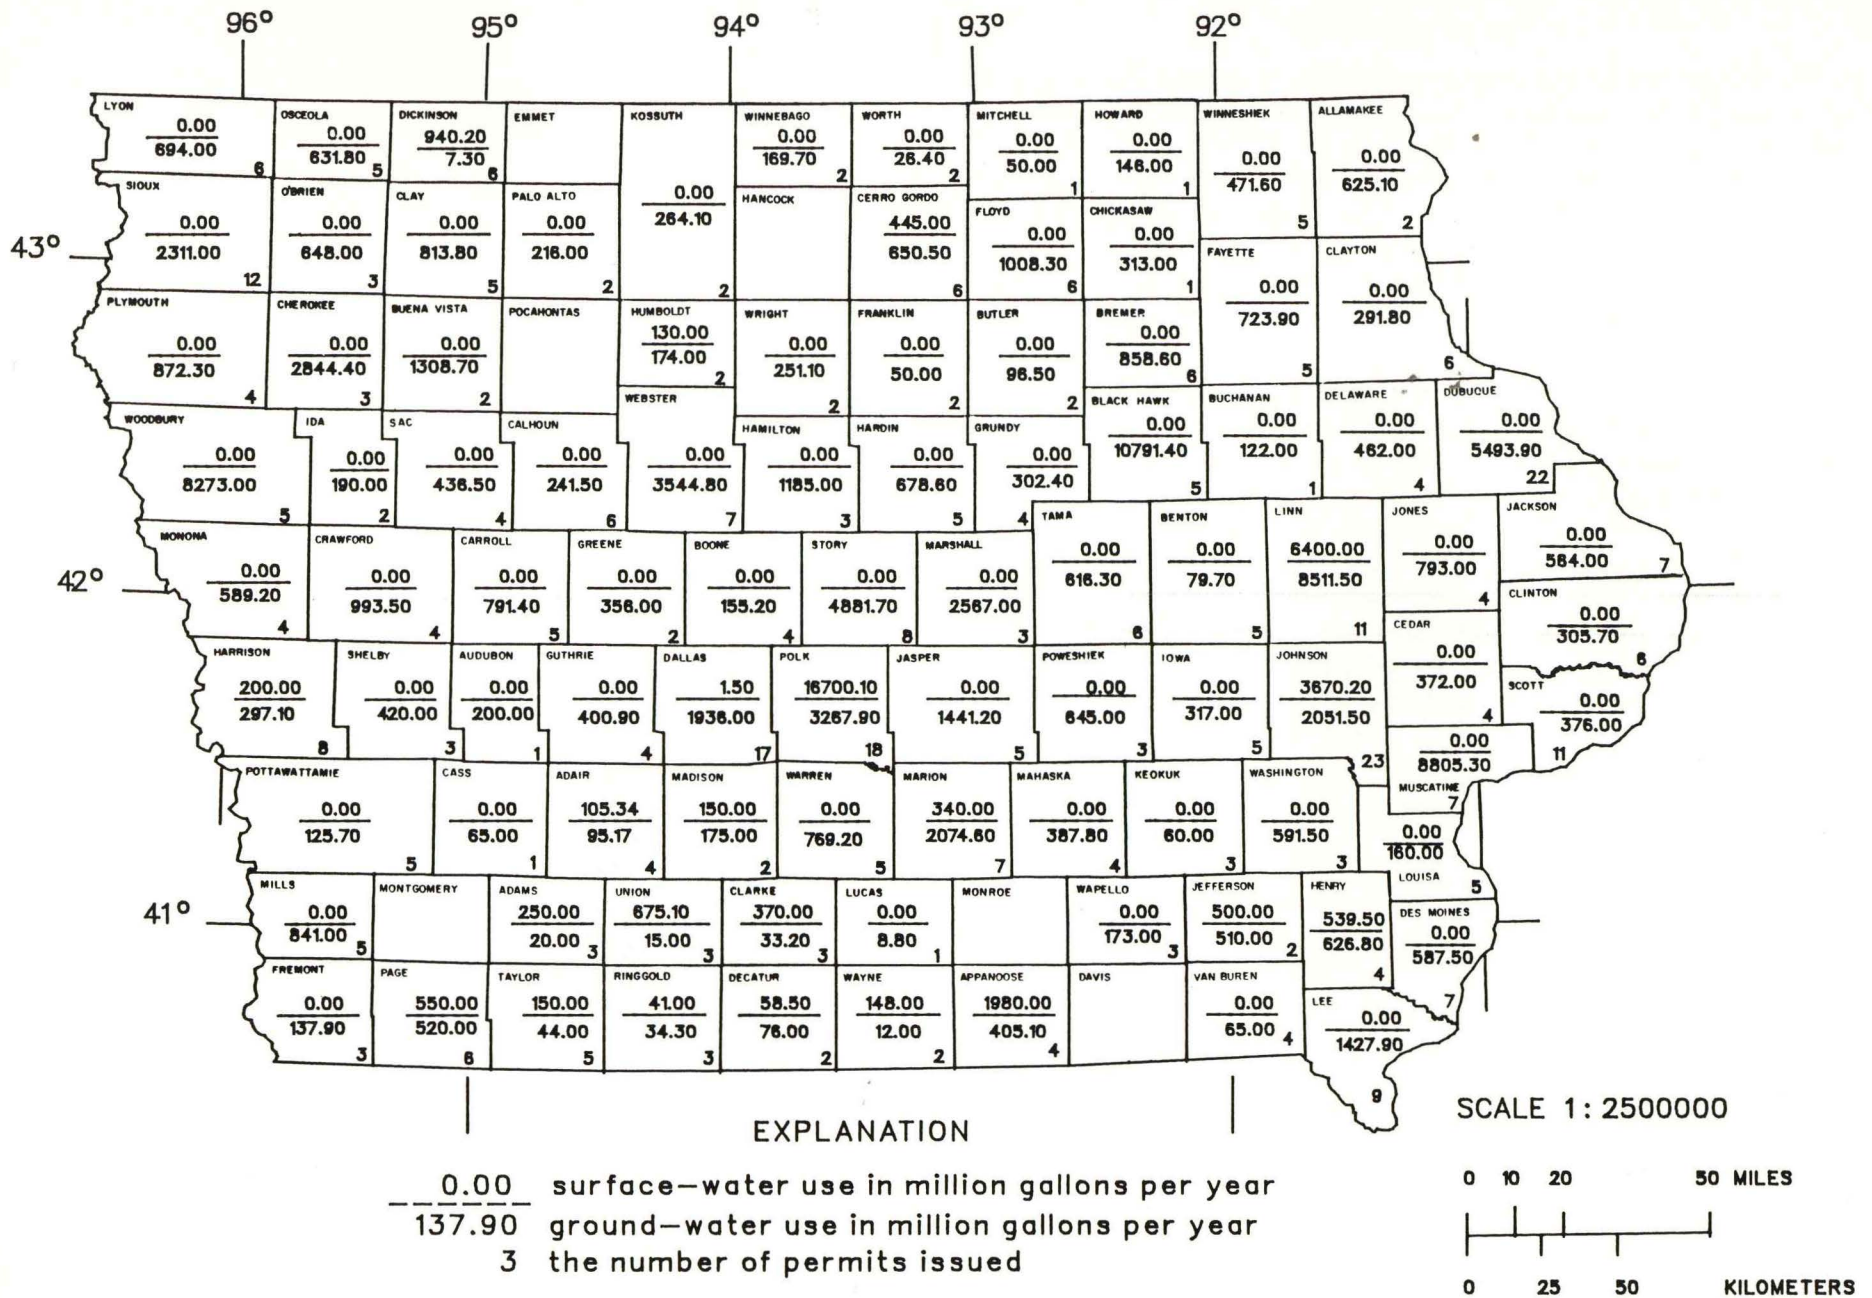 96° 95° 94° 93° 92°
LYON
0.00
694.00
6
OSCEOLA
0.00
631.80
5
DICKINSON
940.20
7.30
6
EMMET
KOSSUTH
0.00
264.10
2
WINNEBAGO
0.00
169.70
2
WORTH
0.00
26.40
2
MITCHELL
0.00
50.00
1
HOWARD
0.00
146.00
1
WINNESHIEK
0.00
471.60
5
ALLAMAKEE
0.00
625.10
2
43°
SIOUX
0.00
2311.00
12
O'BRIEN
0.00
648.00
3
CLAY
0.00
813.80
5
PALO ALTO
0.00
216.00
2
HANCOCK
CERRO GORDO
445.00
650.50
6
FLOYD
0.00
1008.30
6
CHICKASAW
0.00
313.00
1
FAYETTE
0.00
723.90
5
CLAYTON
0.00
291.80
6
PLYMOUTH
0.00
872.30
4
CHEROKEE
0.00
2844.40
3
BUENA VISTA
0.00
1308.70
2
POCAHONTAS
HUMBOLDT
130.00
174.00
2
WRIGHT
0.00
251.10
2
FRANKLIN
0.00
50.00
2
BUTLER
0.00
96.50
2
BREMER
0.00
858.60
6
WOODBURY
0.00
8273.00
5
IDA
0.00
190.00
2
SAC
0.00
436.50
4
CALHOUN
0.00
241.50
6
WEBSTER
0.00
3544.80
7
HAMILTON
0.00
1185.00
3
HARDIN
0.00
678.60
5
GRUNDY
0.00
302.40
4
BLACK HAWK
0.00
10791.40
5
BUCHANAN
0.00
122.00
1
DELAWARE
0.00
462.00
4
DUBUQUE
0.00
5493.90
22
42°
MONONA
0.00
589.20
4
CRAWFORD
0.00
993.50
4
CARROLL
0.00
791.40
5
GREENE
0.00
356.00
2
BOONE
0.00
155.20
4
STORY
0.00
4881.70
8
MARSHALL
0.00
2567.00
3
TAMA
0.00
616.30
6
BENTON
0.00
79.70
5
LINN
6400.00
8511.50
11
JONES
0.00
793.00
4
JACKSON
0.00
564.00
7
CLINTON
0.00
305.70
6
HARRISON
200.00
297.10
8
SHELBY
0.00
420.00
3
AUDUBON
0.00
200.00
1
GUTHRIE
0.00
400.90
4
DALLAS
1.50
1936.00
17
POLK
16700.10
3267.90
18
JASPER
0.00
1441.20
5
POWESHIEK
0.00
645.00
3
IOWA
0.00
317.00
5
JOHNSON
3670.20
2051.50
23
CEDAR
0.00
372.00
4
SCOTT
0.00
376.00
11
POTTAWATTAMIE
0.00
125.70
5
CASS
0.00
65.00
1
ADAIR
105.34
95.17
4
MADISON
150.00
175.00
2
WARREN
0.00
769.20
5
MARION
340.00
2074.60
7
MAHASKA
0.00
387.80
4
KEOKUK
0.00
60.00
3
WASHINGTON
0.00
591.50
3
0.00
8805.30
MUSCATINE
7
0.00
160.00
LOUISA
5
41°
MILLS
0.00
841.00
5
MONTGOMERY
ADAMS
250.00
20.00
3
UNION
675.10
15.00
3
CLARKE
370.00
33.20
3
LUCAS
0.00
8.80
1
MONROE
WAPELLO
0.00
173.00
3
JEFFERSON
500.00
510.00
2
HENRY
539.50
626.80
4
DES MOINES
0.00
587.50
7
FREMONT
0.00
137.90
3
PAGE
550.00
520.00
6
TAYLOR
150.00
44.00
5
RINGGOLD
41.00
34.30
3
DECATUR
58.50
76.00
2
WAYNE
148.00
12.00
2
APPANOOSE
1980.00
405.10
4
DAVIS
VAN BUREN
0.00
65.00
4
LEE
0.00
1427.90
9
EXPLANATION
0.00 surface-water use in million gallons per year
137.90 ground-water use in million gallons per year
3 the number of permits issued
SCALE 1: 2500000
0 10 20 50 MILES
0 25 50 KILOMETERS